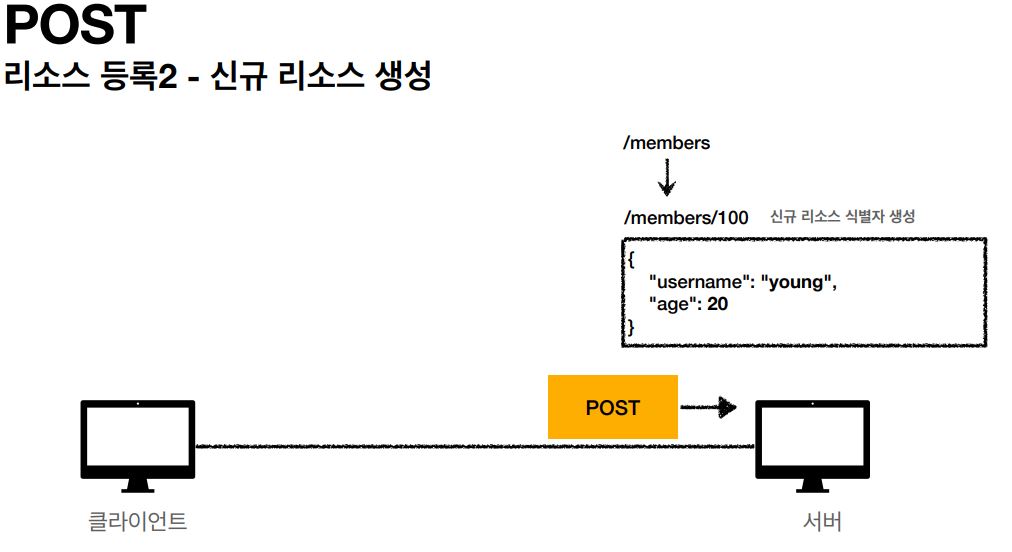 POST
리소스 등록2 - 신규 리소스 생성
/members
/members/100 신규 리소스 식별자 생성
{
"username": "young",
"age": 20
}
POST
클라이언트
서버